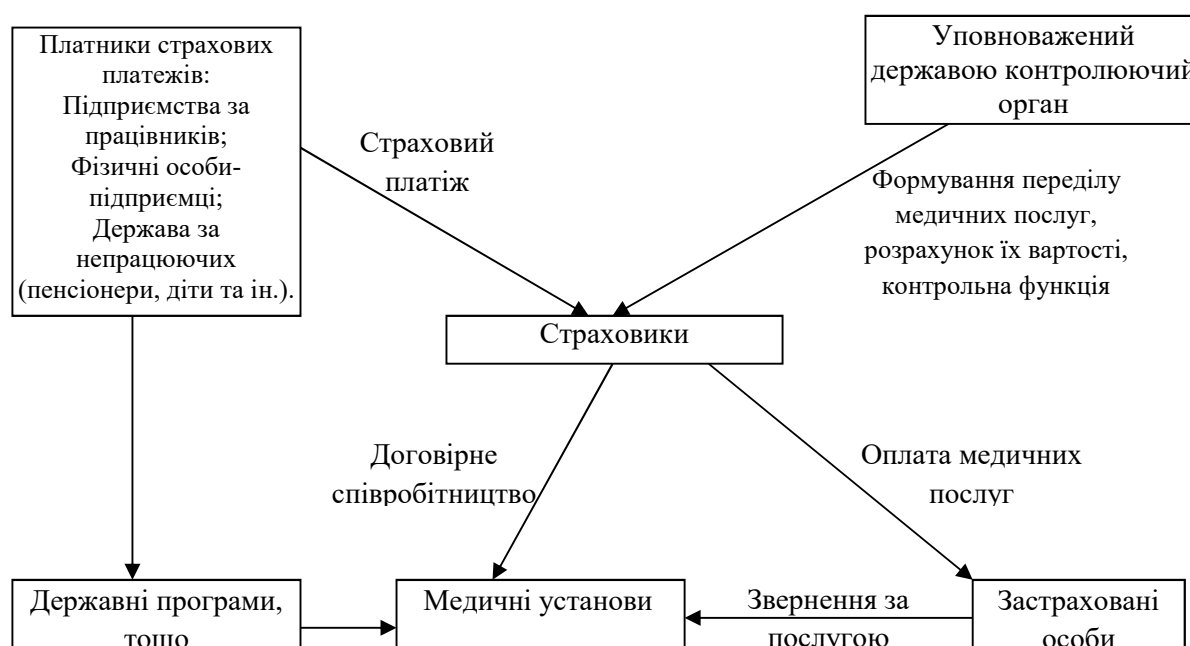 Платники страхових
платежів:
Підприємства за
працівників;
Фізичні особи-
підприємці;
Держава за
непрацюючих
(пенсіонери, діти та ін.).
Уповноважений
державою контролюючий
орган
Страховий
платіж
Формування переділу
медичних послуг,
розрахунок їх вартості,
контрольна функція
Страховики
Договірне
співробітництво
Оплата медичних
послуг
Державні програми,
тощо
Медичні установи
Звернення за
послугою
Застраховані
особи